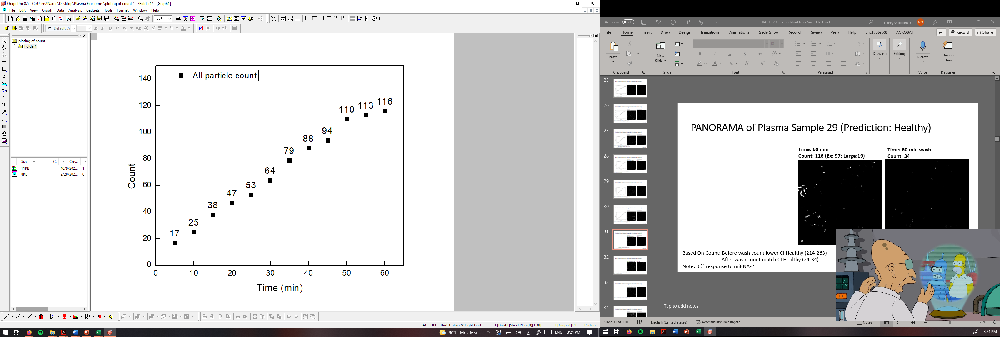 OriginPro 8.5 - C:\Users\Nareg\Desktop\Plasma Exosomes\ploting of count * - /Folder1/ - [Graph1]
File Edit View Graph Data Analysis Gadgets Tools Format Window Help
100%
Default: A 0 B I U
1
ploting of count
Folder1
Size C. Cre...
11KB 10/9/202... 1
8KB 2/28/202... 0
All particle count
140
120
100
80
60
40
20
0
Count
17
25
38
47
53
64
79
88
94
110
113
116
0 10 20 30 40 50 60
Time (min)
AU : ON Dark Colors & Light Grids 1:[Book1]Sheet1!Col(B)[1:30] 1:[Graph1]1!1 Radian
90°F Mostly su... ENG 3:24 PM
AutoSave Off 04-20-2022 lung blind tes • Saved to this PC nareg ohannesian NO
File Home Insert Draw Design Transitions Animations Slide Show Record Review View Help EndNote X8 ACROBAT Record Share
Paste
New Slide
18
B I U S ab AV
Aa A A
Drawing
Editing
Dictate
Design Ideas
Clipboard Slides Font Paragraph Voice Designer
25
26
27
28
29
30
31
32
33
34
PANORAMA of Plasma Sample 29 (Prediction: Healthy)
Time: 60 min
Count: 116 (Ex: 97; Large:19)
Time: 60 min wash
Count: 34
Based On Count: Before wash count lower CI Healthy (214-263)
After wash count match CI Healthy (24-34)
Note: 0 % response to miRNA-21
Tap to add notes
Slide 31 of 110 English (United States) Accessibility: Investigate Notes 75%
3:24 PM